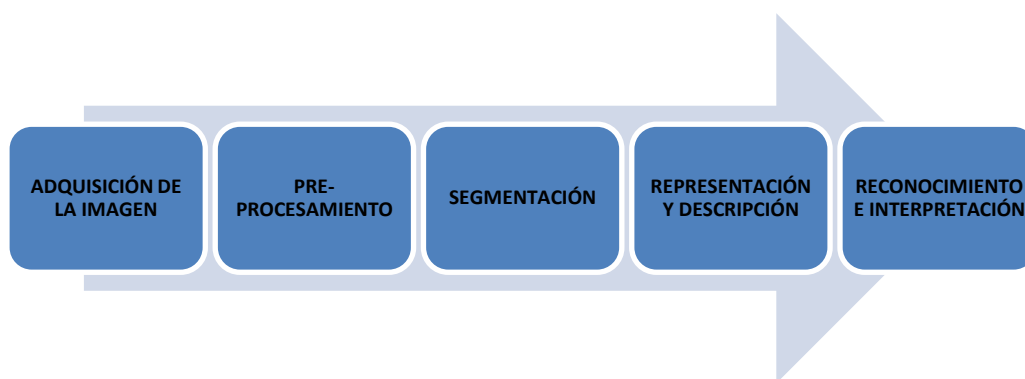 ADQUISICIÓN DE
LA IMAGEN
PRE-
PROCESAMIENTO
SEGMENTACIÓN
REPRESENTACIÓN
Y DESCRIPCIÓN
RECONOCIMIENTO
E INTERPRETACIÓN